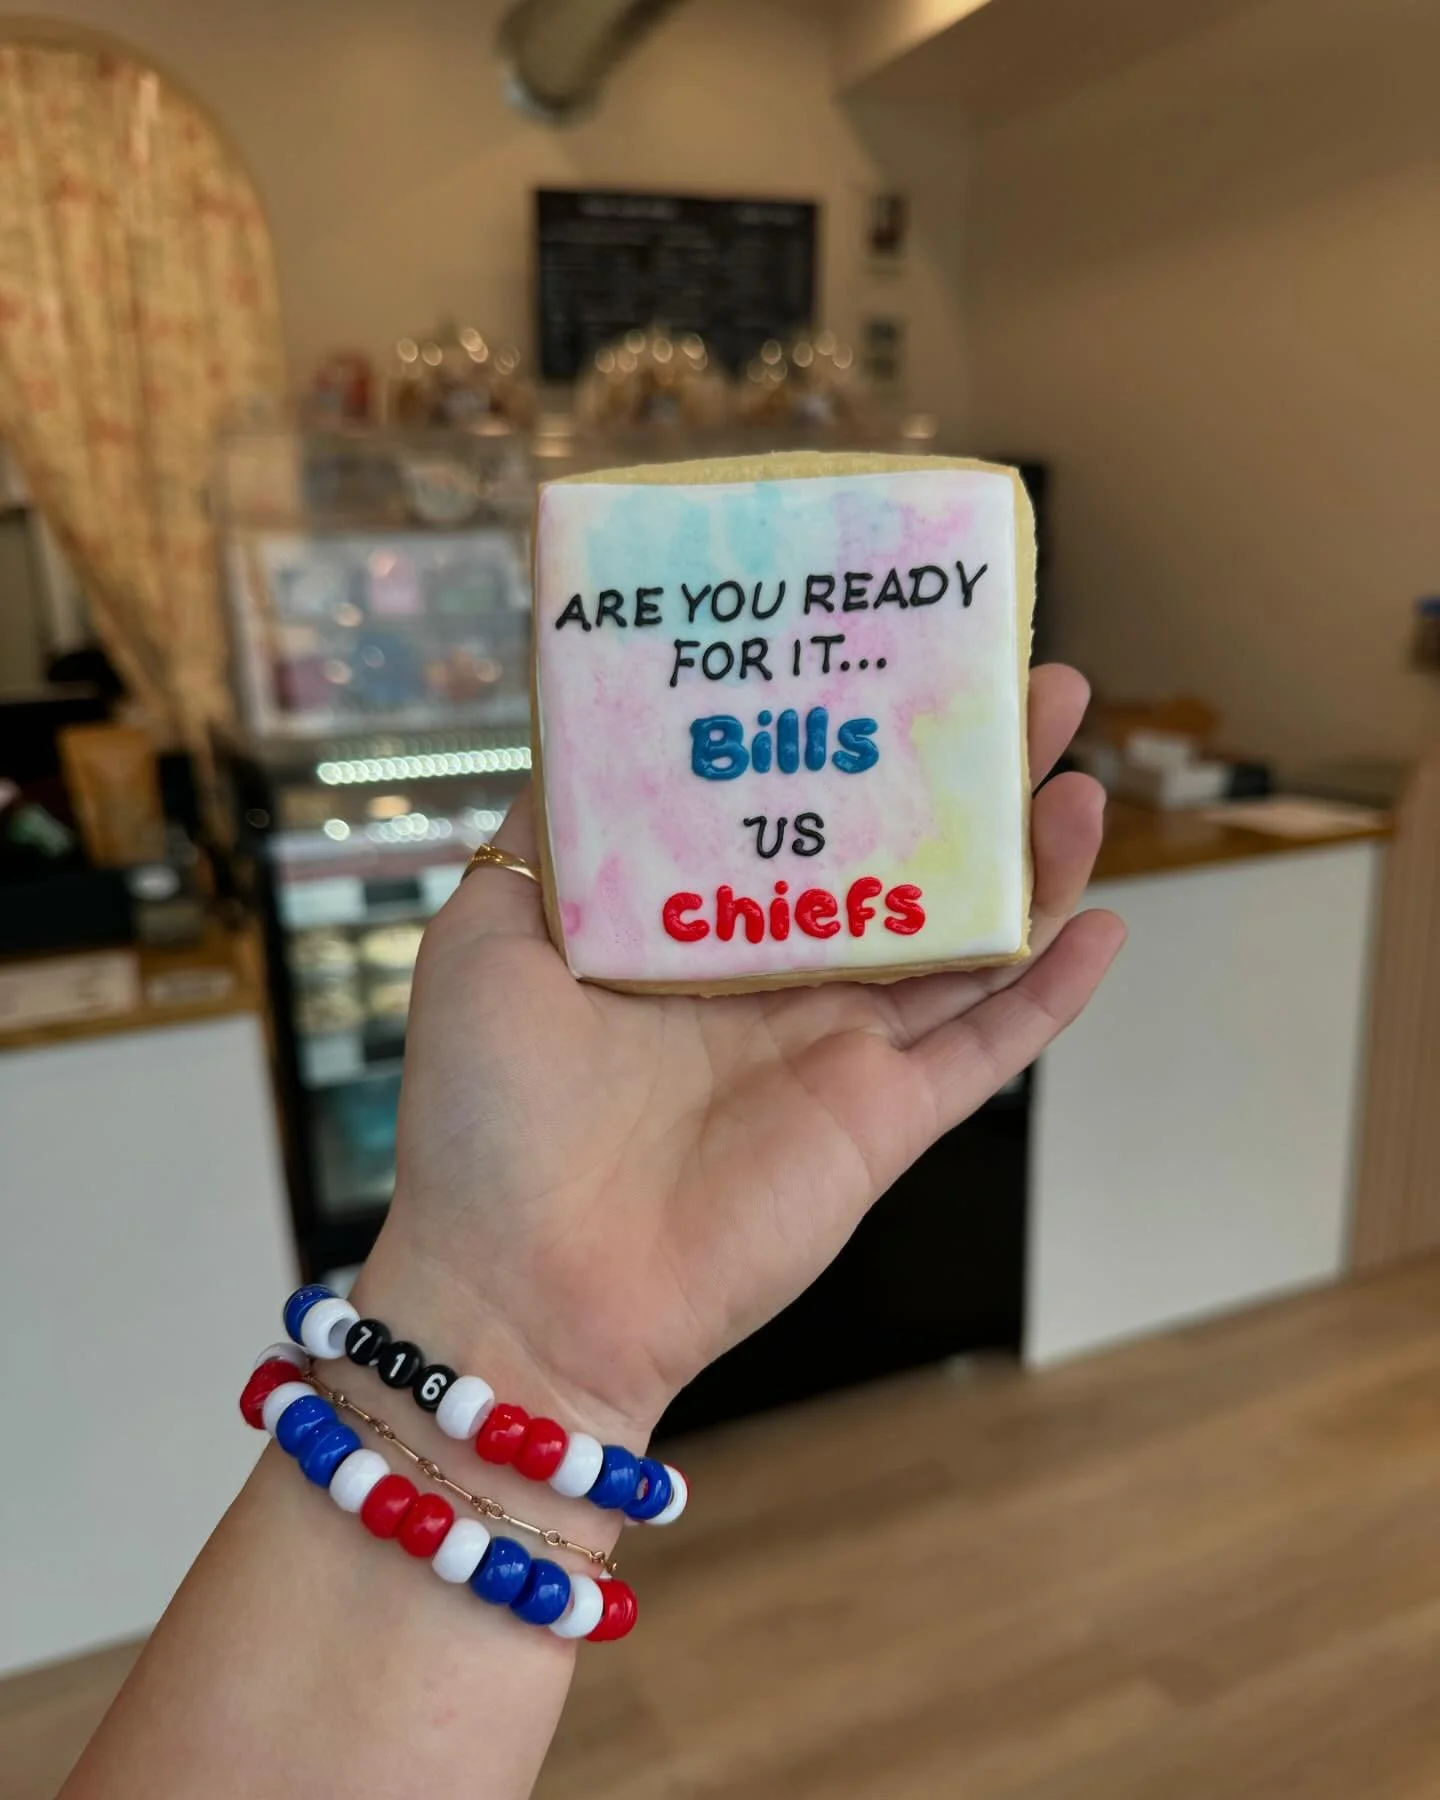 ARE YOU READY
FOR IT...
Bills
vs
chiefs
716